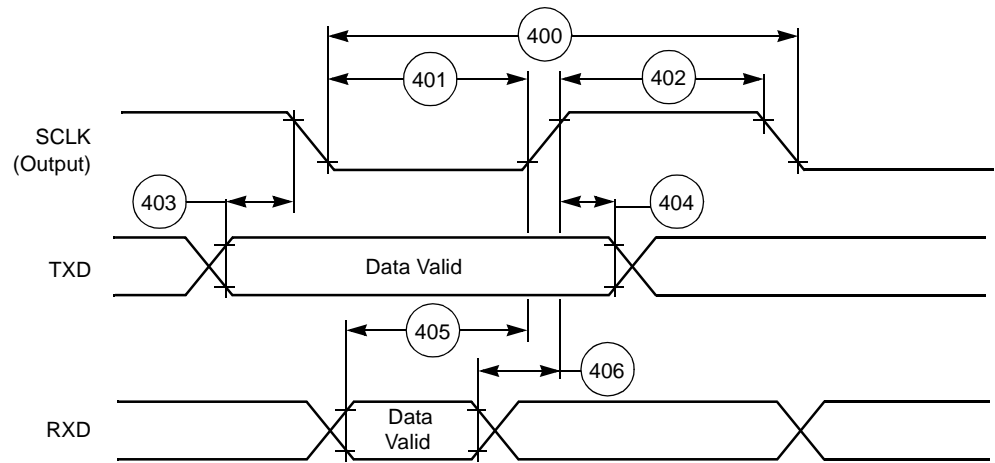 400
401
402
SCLK
(Output)
403
404
TXD
Data Valid
405
406
RXD
Data
Valid